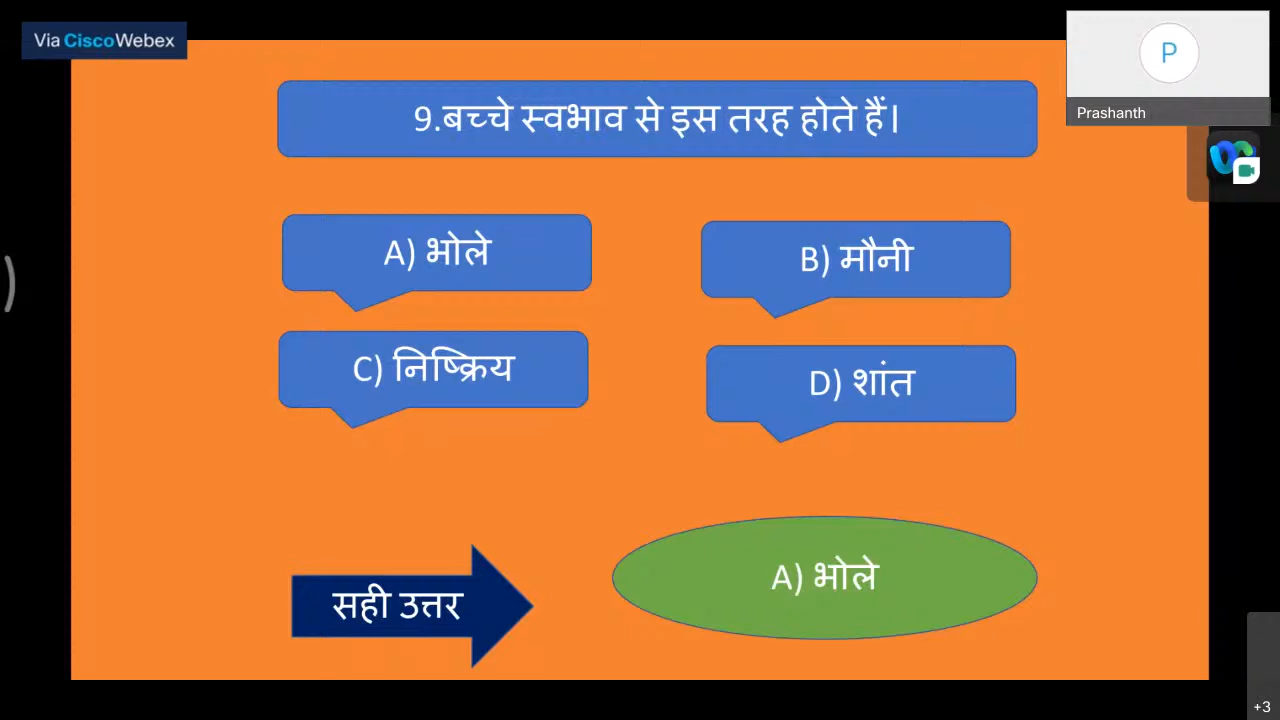 Via CiscoWebex
P
Prashanth
9.बच्चे स्वभाव से इस तरह होते हैं।
A) भोले
B) मौनी
C) निष्क्रिय
D) शांत
सही उत्तर
A) भोले
+3